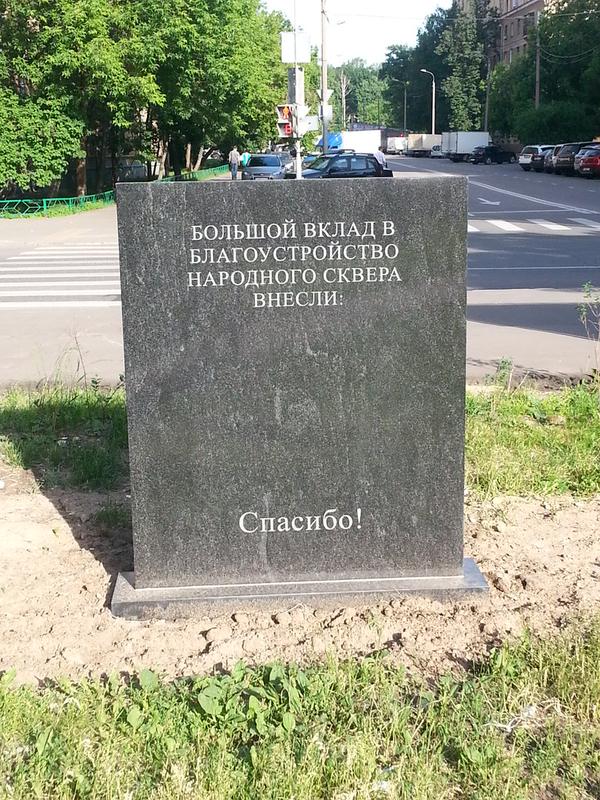 БОЛЬШОЙ ВКЛАД В
БЛАГОУСТРОЙСТВО
НАРОДНОГО СКВЕРА
ВНЕСЛИ:
Спасибо!